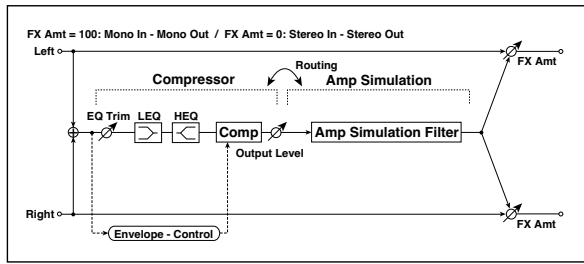 FX Amt = 100: Mono In - Mono Out / FX Amt = 0: Stereo In - Stereo Out
Left
FX Amt
Routing
Compressor
Amp Simulation
EQ Trim
LEQ
HEQ
Comp
Output Level
Amp Simulation Filter
Right
FX Amt
Envelope - Control